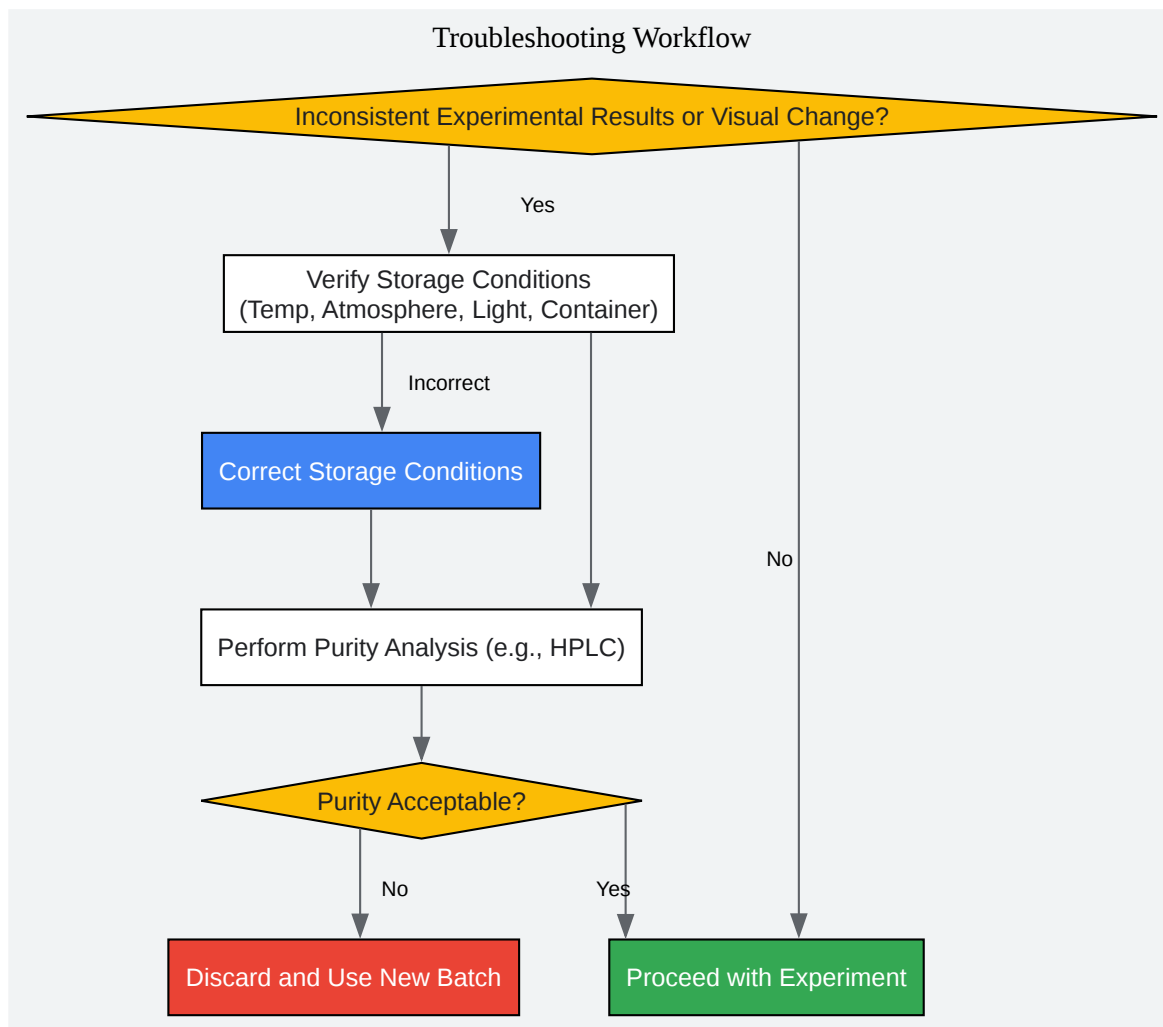 Troubleshooting Workflow
Inconsistent Experimental Results or Visual Change?
Yes
Verify Storage Conditions
(Temp, Atmosphere, Light, Container)
Incorrect
Correct Storage Conditions
No
Perform Purity Analysis (e.g., HPLC)
Purity Acceptable?
No
Yes
Discard and Use New Batch
Proceed with Experiment